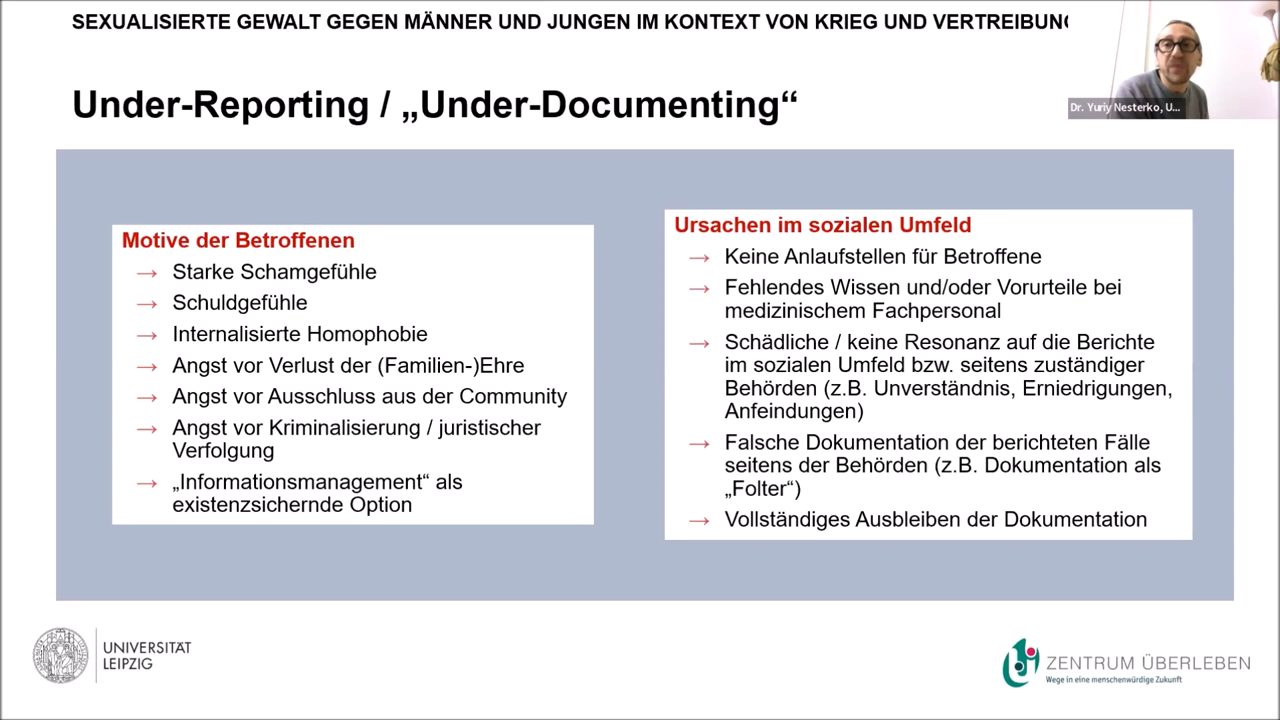 SEXUALISIERTE GEWALT GEGEN MÄNNER UND JUNGEN IM KONTEXT VON KRIEG UND VERTREIBUNG
Dr. Yuriy Nesterko, U...
Under-Reporting / „Under-Documenting“
Motive der Betroffenen
→ Starke Schamgefühle
→ Schuldgefühle
→ Internalisierte Homophobie
→ Angst vor Verlust der (Familien-)Ehre
→ Angst vor Ausschluss aus der Community
→ Angst vor Kriminalisierung / juristischer
Verfolgung
→ „Informationsmanagement“ als
existenzsichernde Option
Ursachen im sozialen Umfeld
→ Keine Anlaufstellen für Betroffene
→ Fehlendes Wissen und/oder Vorurteile bei
medizinischem Fachpersonal
→ Schädliche / keine Resonanz auf die Berichte
im sozialen Umfeld bzw. seitens zuständiger
Behörden (z.B. Unverständnis, Erniedrigungen,
Anfeindungen)
→ Falsche Dokumentation der berichteten Fälle
seitens der Behörden (z.B. Dokumentation als
„Folter“)
→ Vollständiges Ausbleiben der Dokumentation
UNIVERSITÄT
LEIPZIG
ZENTRUM ÜBERLEBEN
Wege in eine menschenwürdige Zukunft